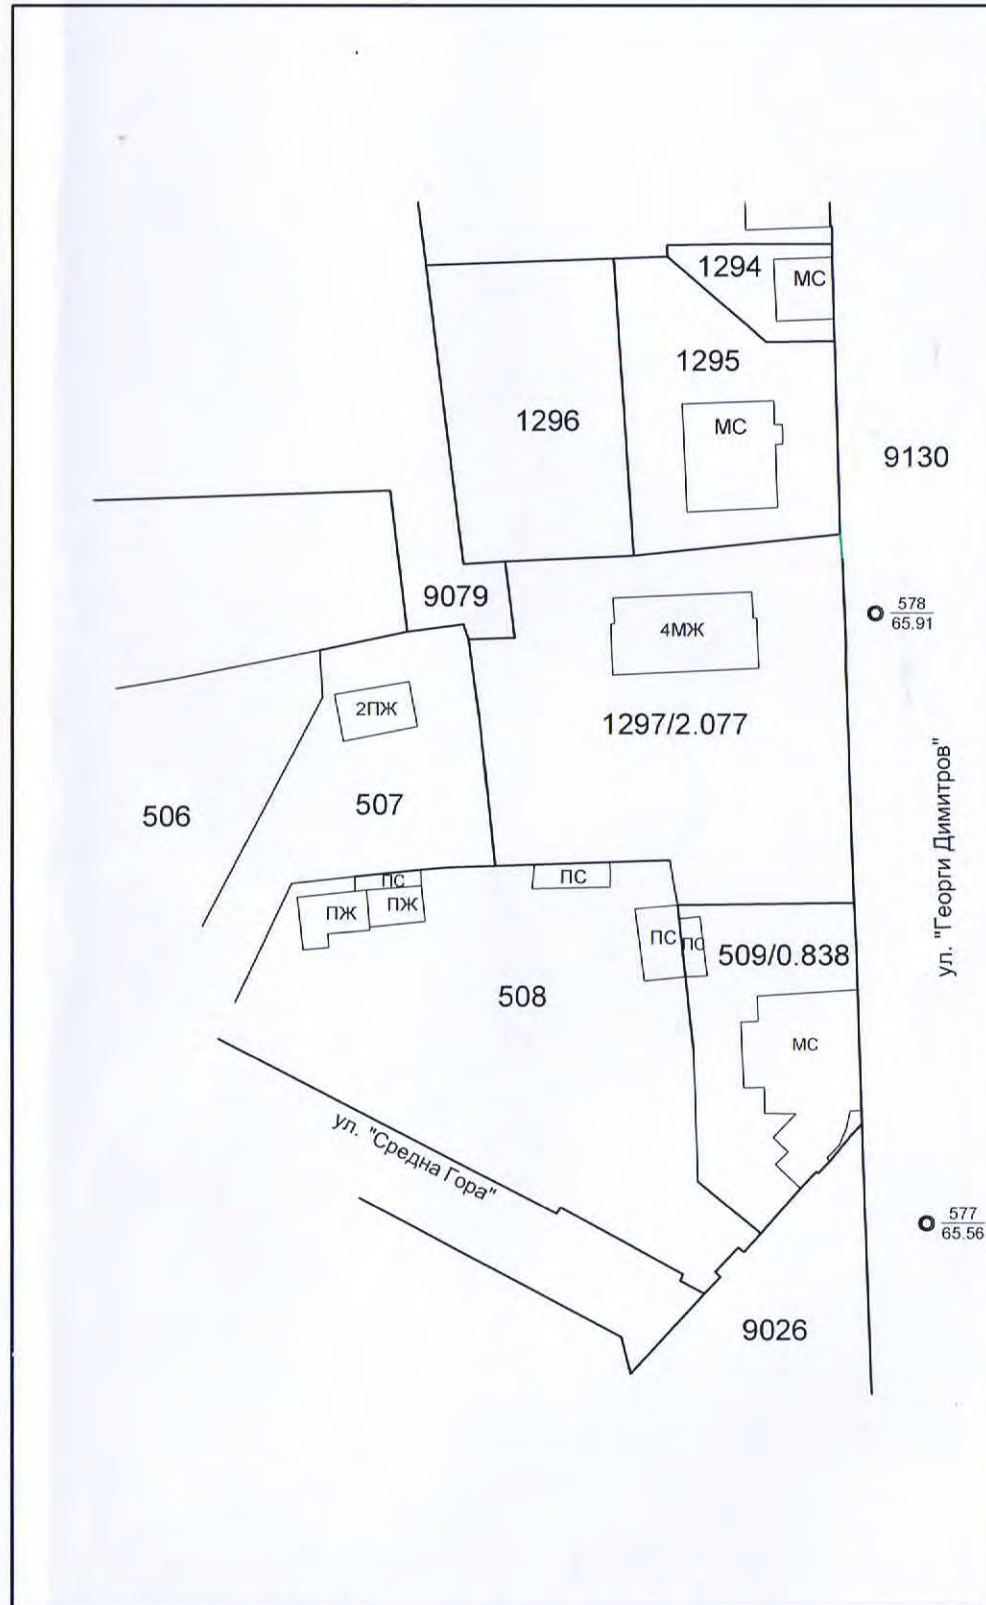 1294
МС
1295
1296
МС
9130
9079
578
65.91
4МЖ
2ПЖ
1297/2.077
506
507
ул. "Георги Димитров"
ПС
ПС
ПЖ
ПЖ
ПС
ПС
509/0.838
508
МС
ул. "Средна Гора"
577
65.56
9026